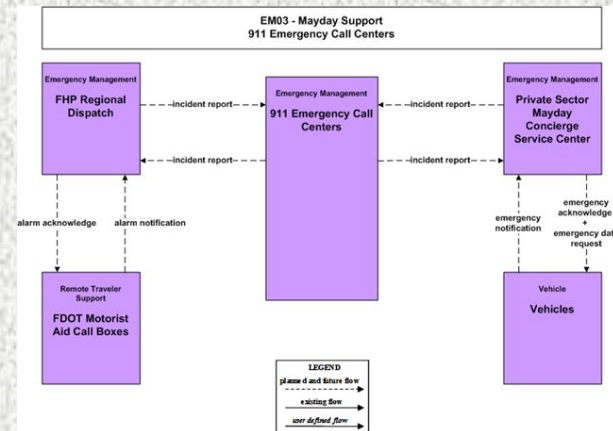 EM03 - Mayday Support
911 Emergency Call Centers
Emergency Management
FHP Regional
Dispatch
incident report
incident report
Emergency Management
911 Emergency Call
Centers
incident report
incident report
Emergency Management
Private Sector
Mayday
Concierge
Service Center
alarm acknowledge
alarm notification
emergency
notification
emergency
acknowledge
+
emergency data
request
Remote Traveler
Support
FDOT Motorist
Aid Call Boxes
Vehicle
Vehicles
LEGEND
planned and future flow
existing flow
user defined flow